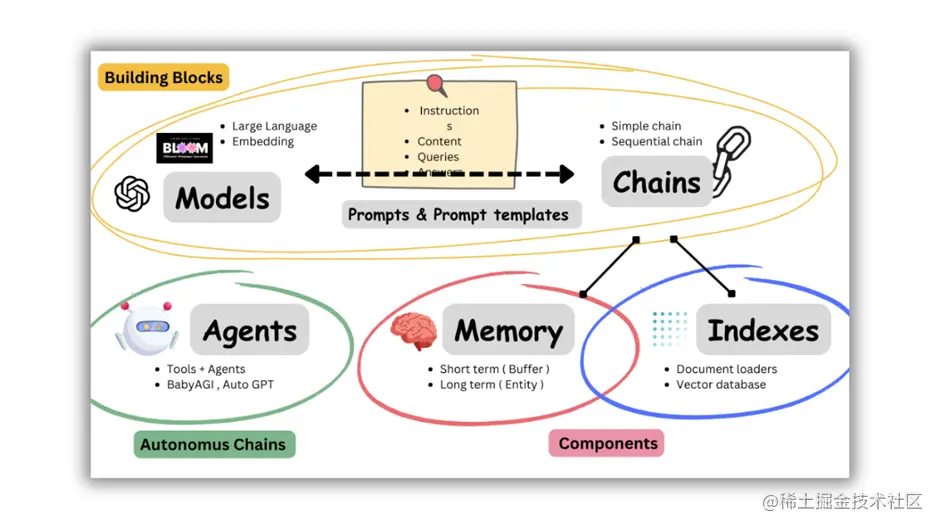 Building Blocks
• Large Language
• Embedding
BLOOM
Models
• Instruction
s
• Content
• Queries
• Answers
Prompts & Prompt templates
• Simple chain
• Sequential chain
Chains
Agents
• Tools + Agents
• BabyAGI , Auto GPT
Autonomus Chains
Memory
• Short term ( Buffer )
• Long term ( Entity )
Indexes
• Document loaders
• Vector database
Components
@稀土掘金技术社区